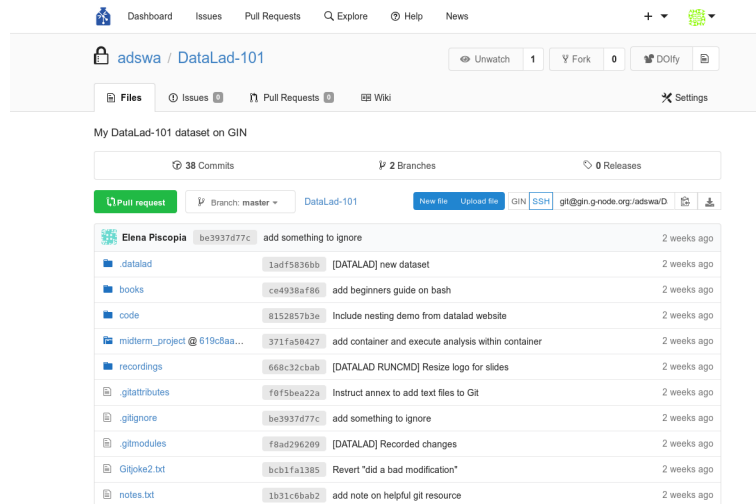 Dashboard Issues Pull Requests Explore Help News
adswa / DataLad-101
Unwatch 1 Fork 0 DOIfy
Files Issues 0 Pull Requests 0 Wiki Settings
My DataLad-101 dataset on GIN
38 Commits 2 Branches 0 Releases
Pull request Branch: master DataLad-101 New file Upload file GIN SSH git@gin.g-node.org:/adswa/D
Elena Piscopia be3937d77c add something to ignore 2 weeks ago
.datalad 1adf5836bb [DATALAD] new dataset 2 weeks ago
books ce4938af86 add beginners guide on bash 2 weeks ago
code 8152857b3e Include nesting demo from datalad website 2 weeks ago
midterm_project @ 619c8aa... 371fa50427 add container and execute analysis within container 2 weeks ago
recordings 668c32cbab [DATALAD RUNCMD] Resize logo for slides 2 weeks ago
.gitattributes f0f5bea22a Instruct annex to add text files to Git 2 weeks ago
.gitignore be3937d77c add something to ignore 2 weeks ago
.gitmodules f8ad296209 [DATALAD] Recorded changes 2 weeks ago
Gitjoke2.txt bcb1fa1385 Revert "did a bad modification" 2 weeks ago
notes.txt 1b31c6bab2 add note on helpful git resource 2 weeks ago